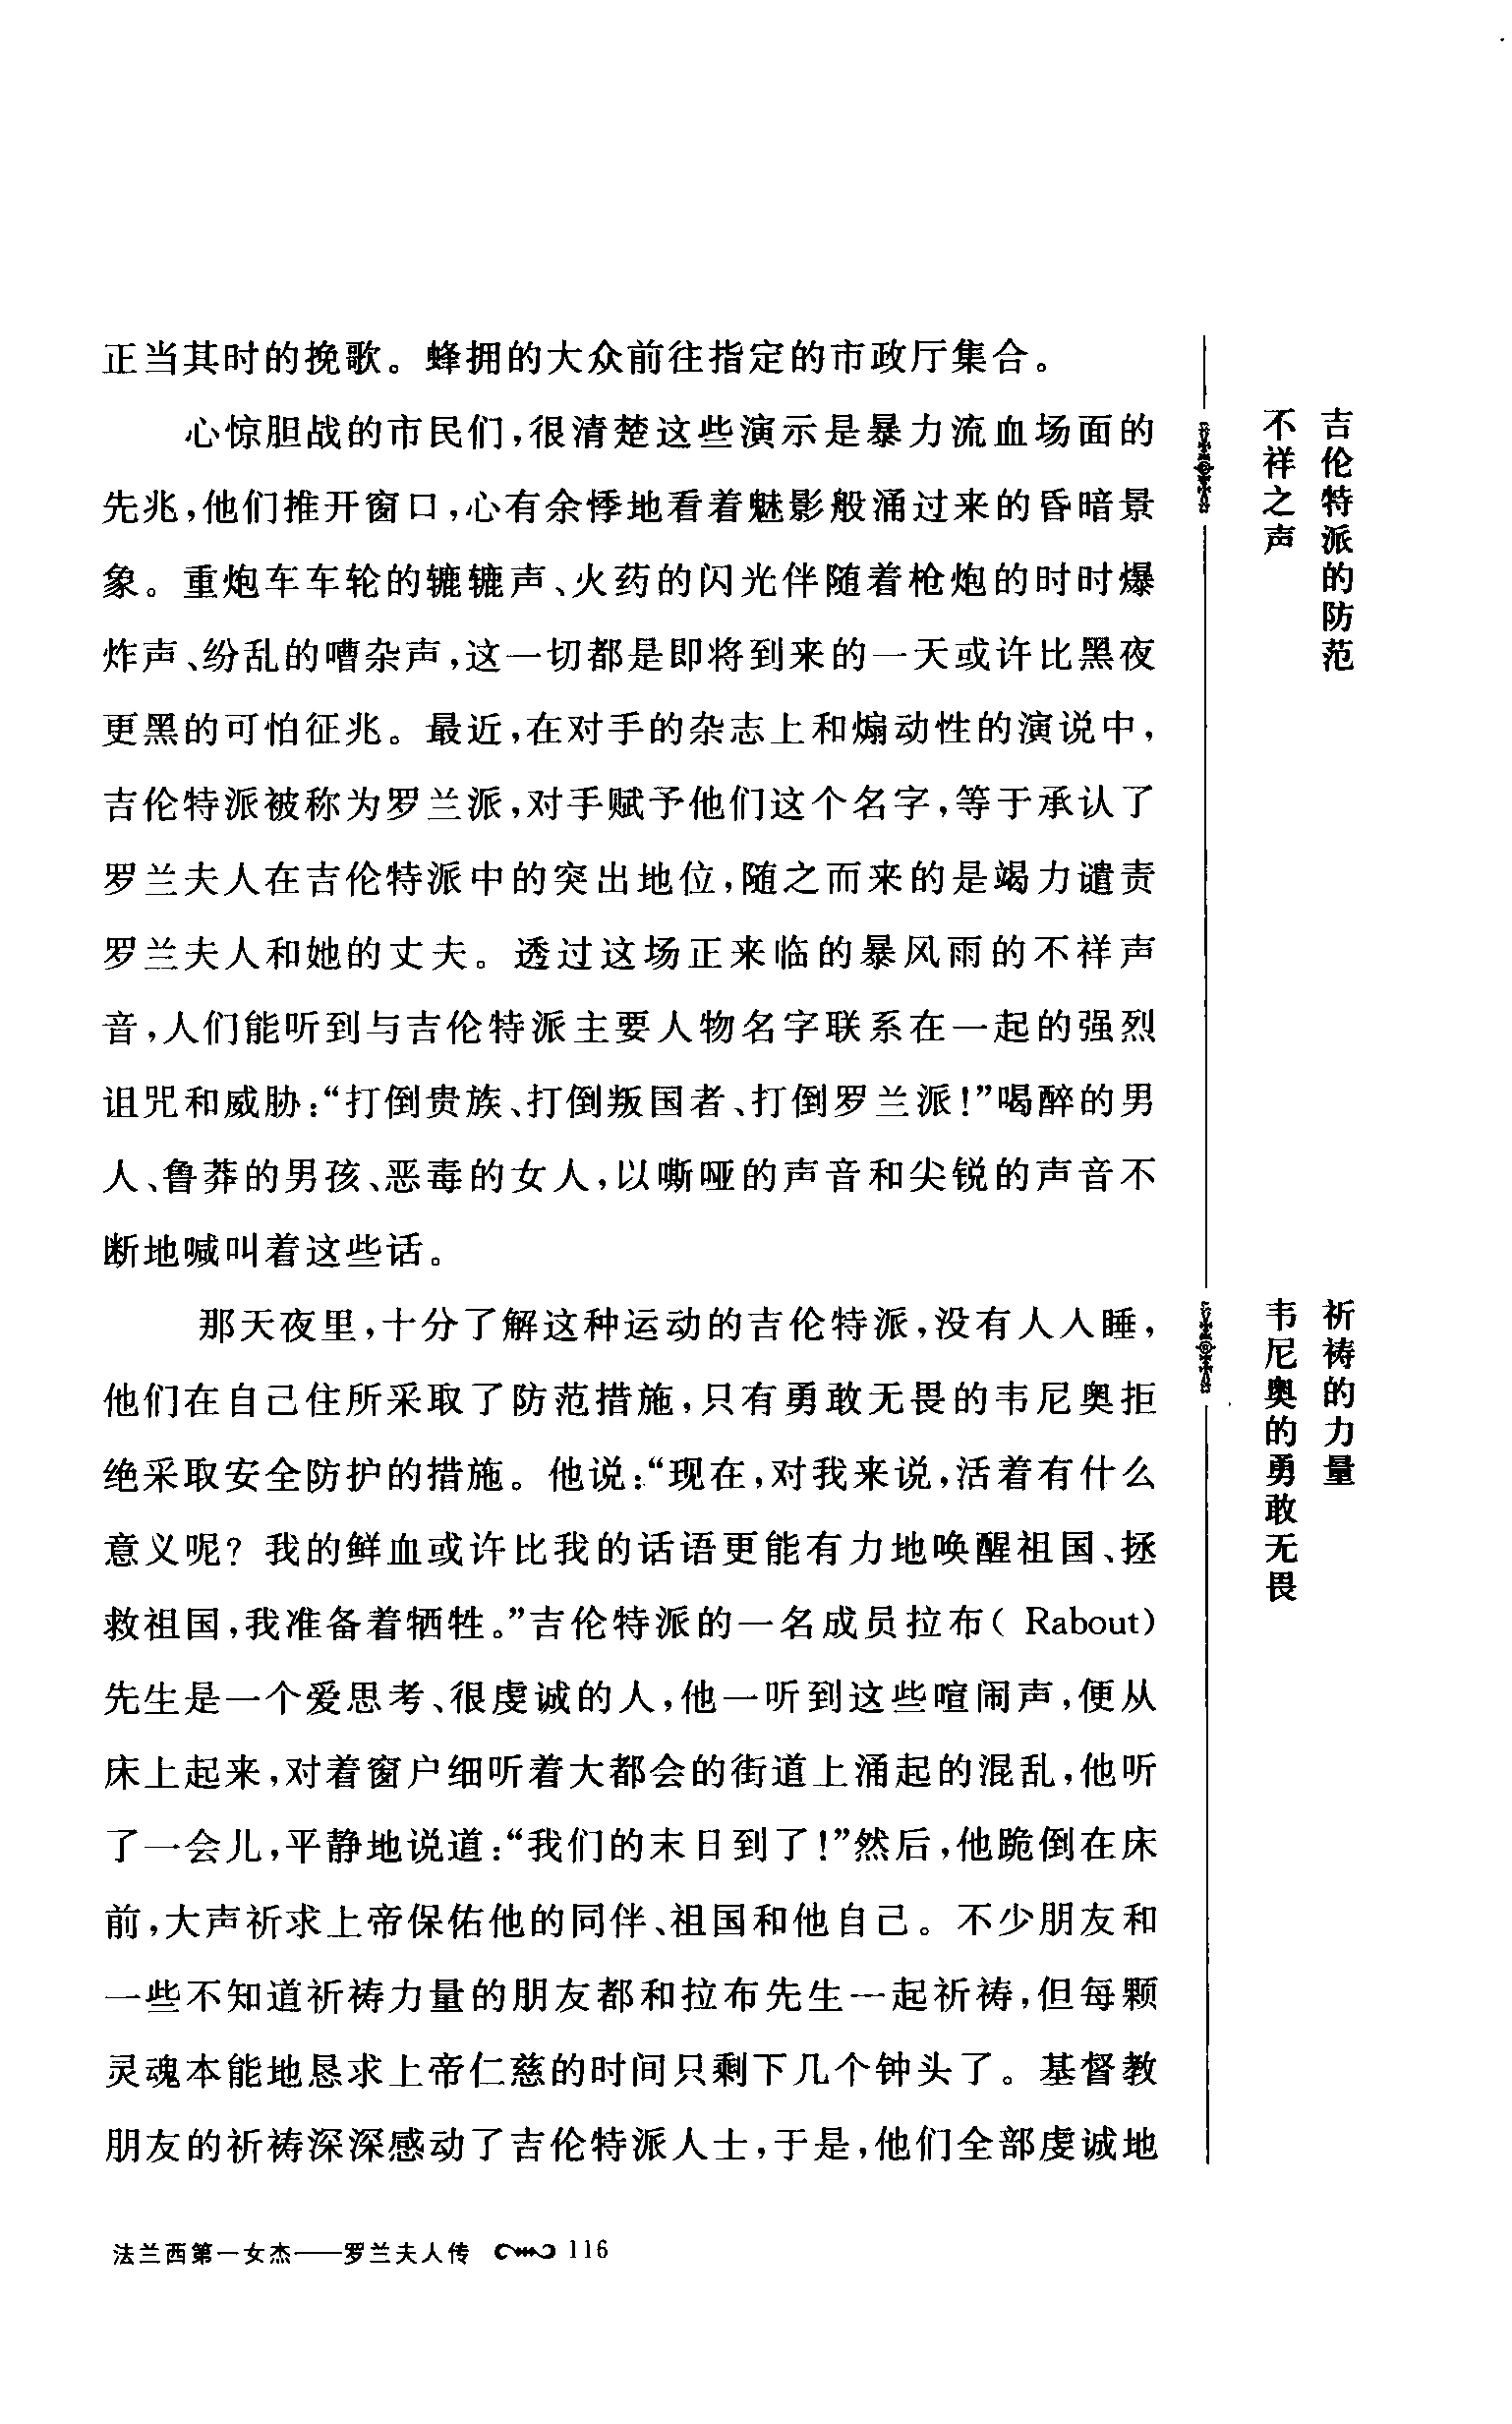 正当其时的挽歌。蜂拥的大众前往指定的市政厅集合。
心惊胆战的市民们,很清楚这些演示是暴力流血场面的
先兆,他们推开窗口,心有余悸地看着魅影般涌过来的昏暗景
象。重炮车车轮的辘辘声、火药的闪光伴随着枪炮的时时爆
炸声、纷乱的嘈杂声,这一切都是即将到来的一天或许比黑夜
更黑的可怕征兆。最近,在对手的杂志上和煽动性的演说中,
吉伦特派被称为罗兰派,对手赋予他们这个名字,等于承认了
罗兰夫人在吉伦特派中的突出地位,随之而来的是竭力谴责
罗兰夫人和她的丈夫。透过这场正来临的暴风雨的不祥声
音,人们能听到与吉伦特派主要人物名字联系在一起的强烈
诅咒和威胁:“打倒贵族、打倒叛国者、打倒罗兰派!”喝醉的男
人、鲁莽的男孩、恶毒的女人,以嘶哑的声音和尖锐的声音不
断地喊叫着这些话。
那天夜里,十分了解这种运动的吉伦特派,没有人入睡,
他们在自己住所采取了防范措施,只有勇敢无畏的韦尼奥拒
绝采取安全防护的措施。他说:“现在,对我来说,活着有什么
意义呢? 我的鲜血或许比我的话语更能有力地唤醒祖国、拯
救祖国,我准备着牺牲。”吉伦特派的一名成员拉布( Rabout)
先生是一个爱思考、很虔诚的人,他一听到这些喧闹声,便从
床上起来,对着窗户细听着大都会的街道上涌起的混乱,他听
了一会儿,平静地说道:“我们的末日到了!”然后,他跪倒在床
前,大声祈求上帝保佑他的同伴、祖国和他自己。不少朋友和
一些不知道祈祷力量的朋友都和拉布先生一起祈祷,但每颗
灵魂本能地恳求上帝仁慈的时间只剩下几个钟头了。基督教
朋友的祈祷深深感动了吉伦特派人士,于是,他们全部虔诚地
吉伦特派的防范
不祥之声
祈祷的力量
韦尼奥的勇敢无畏
法兰西第一女杰——罗兰夫人传 116